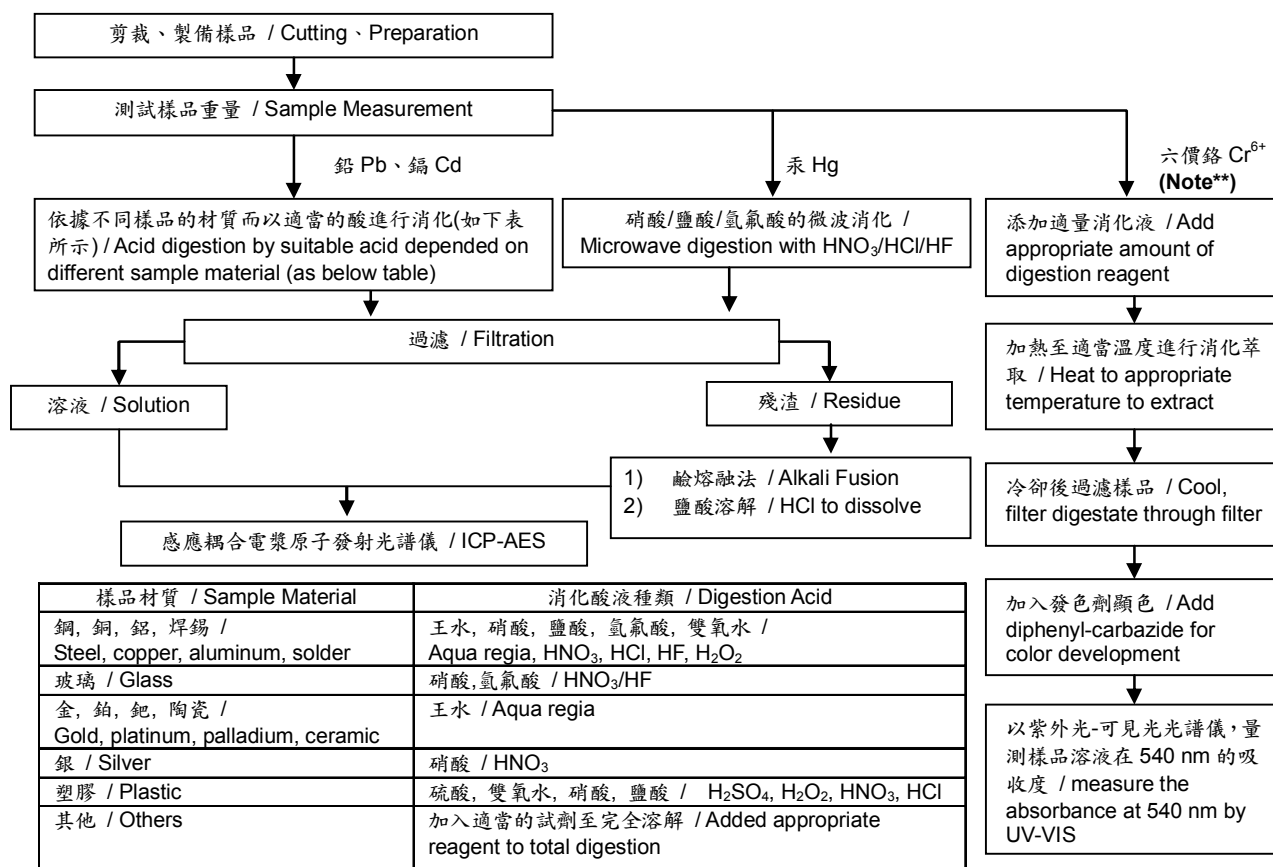 剪裁、製備樣品 / Cutting、Preparation
測試樣品重量 / Sample Measurement
鉛 Pb、鎘 Cd
汞 Hg
六價鉻 Cr⁶⁺
(Note**)
依據不同樣品的材質而以適當的酸進行消化(如下表
所示) / Acid digestion by suitable acid depended on
different sample material (as below table)
硝酸/鹽酸/氫氟酸的微波消化 /
Microwave digestion with HNO₃/HCl/HF
添加適量消化液 / Add
appropriate amount of
digestion reagent
過濾 / Filtration
加熱至適當溫度進行消化萃
取 / Heat to appropriate
temperature to extract
溶液 / Solution
殘渣 / Residue
1) 鹼熔融法 / Alkali Fusion
2) 鹽酸溶解 / HCl to dissolve
冷卻後過濾樣品 / Cool,
filter digestate through filter
感應耦合電漿原子發射光譜儀 / ICP-AES
加入發色劑顯色 / Add
diphenyl-carbazide for
color development
以紫外光-可見光光譜儀，量
測樣品溶液在 540 nm 的吸
收度 / measure the
absorbance at 540 nm by
UV-VIS
樣品材質 / Sample Material
消化酸液種類 / Digestion Acid
鋼, 銅, 鋁, 焊錫 /
Steel, copper, aluminum, solder
王水, 硝酸, 鹽酸, 氫氟酸, 雙氧水 /
Aqua regia, HNO₃, HCl, HF, H₂O₂
玻璃 / Glass
硝酸,氫氟酸 / HNO₃/HF
金, 鉑, 鈀, 陶瓷 /
Gold, platinum, palladium, ceramic
王水 / Aqua regia
銀 / Silver
硝酸 / HNO₃
塑膠 / Plastic
硫酸, 雙氧水, 硝酸, 鹽酸 / H₂SO₄, H₂O₂, HNO₃, HCl
其他 / Others
加入適當的試劑至完全溶解 / Added appropriate
reagent to total digestion